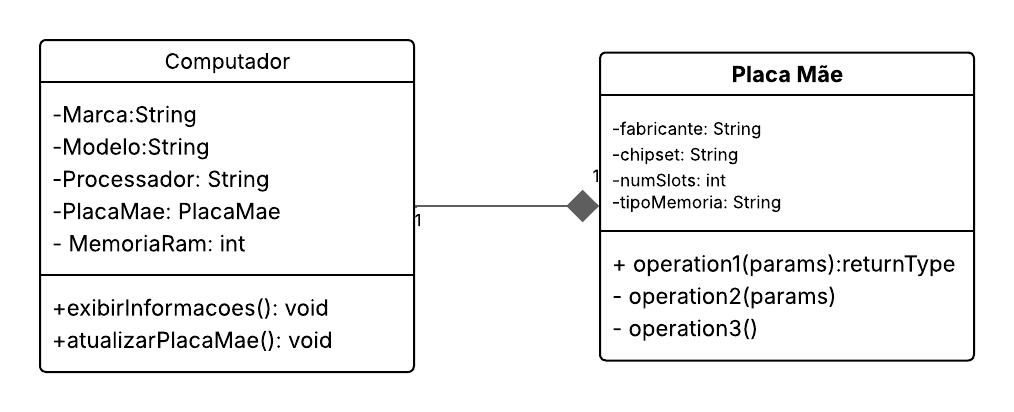 Computador
-Marca:String
-Modelo:String
-Processador: String
-PlacaMae: PlacaMae
- MemoriaRam: int
+exibirInformacoes(): void
+atualizarPlacaMae(): void
1
1
Placa Mãe
-fabricante: String
-chipset: String
-numSlots: int
-tipoMemoria: String
+ operation1(params):returnType
- operation2(params)
- operation3()